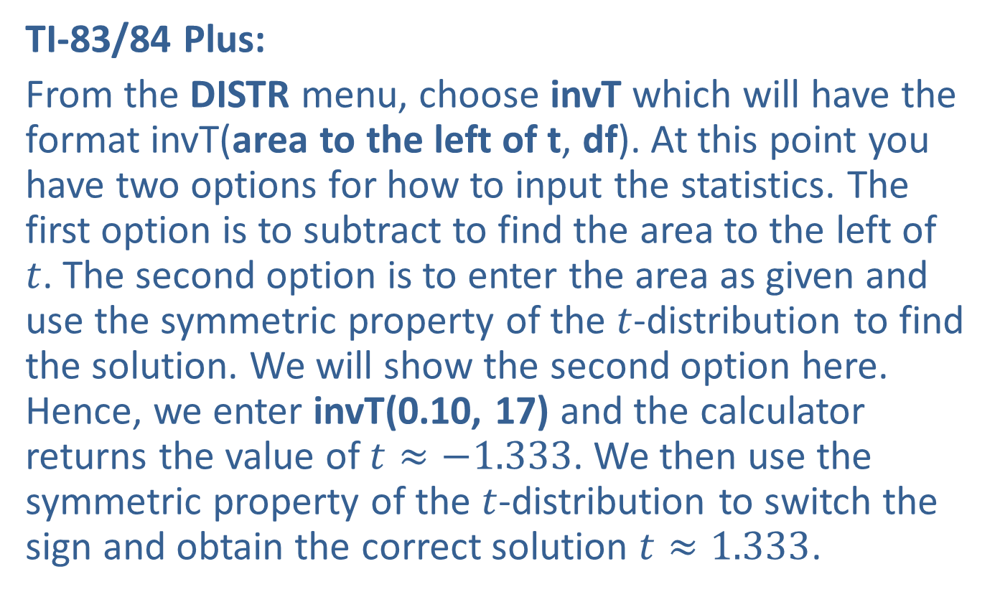 TI-83/84 Plus:
From the DISTR menu, choose invT which will have the
format invT(area to the left of t, df). At this point you
have two options for how to input the statistics. The
first option is to subtract to find the area to the left of
t. The second option is to enter the area as given and
use the symmetric property of the t-distribution to find
the solution. We will show the second option here.
Hence, we enter invT(0.10, 17) and the calculator
returns the value of t ≈ −1.333. We then use the
symmetric property of the t-distribution to switch the
sign and obtain the correct solution t ≈ 1.333.